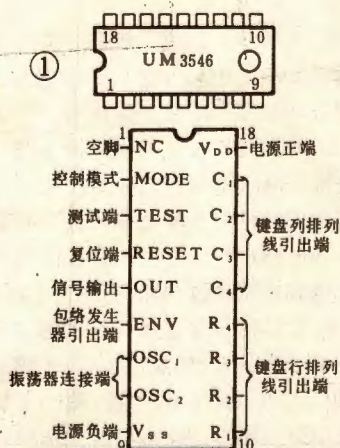 ①
18 10
UM3546
1 9
1 18
空脚 NC VDD 电源正端
控制模式 MODE C₁
测试端 TEST C₂
键盘列排列
线引出端
复位端 RESET C₃
信号输出 OUT C₄
包络发生
器引出端
ENV R₄
OSC₁ R₃
振荡器连接端
键盘行排列
线引出端
OSC₂ R₂
电源负端 Vss R₁
9 10